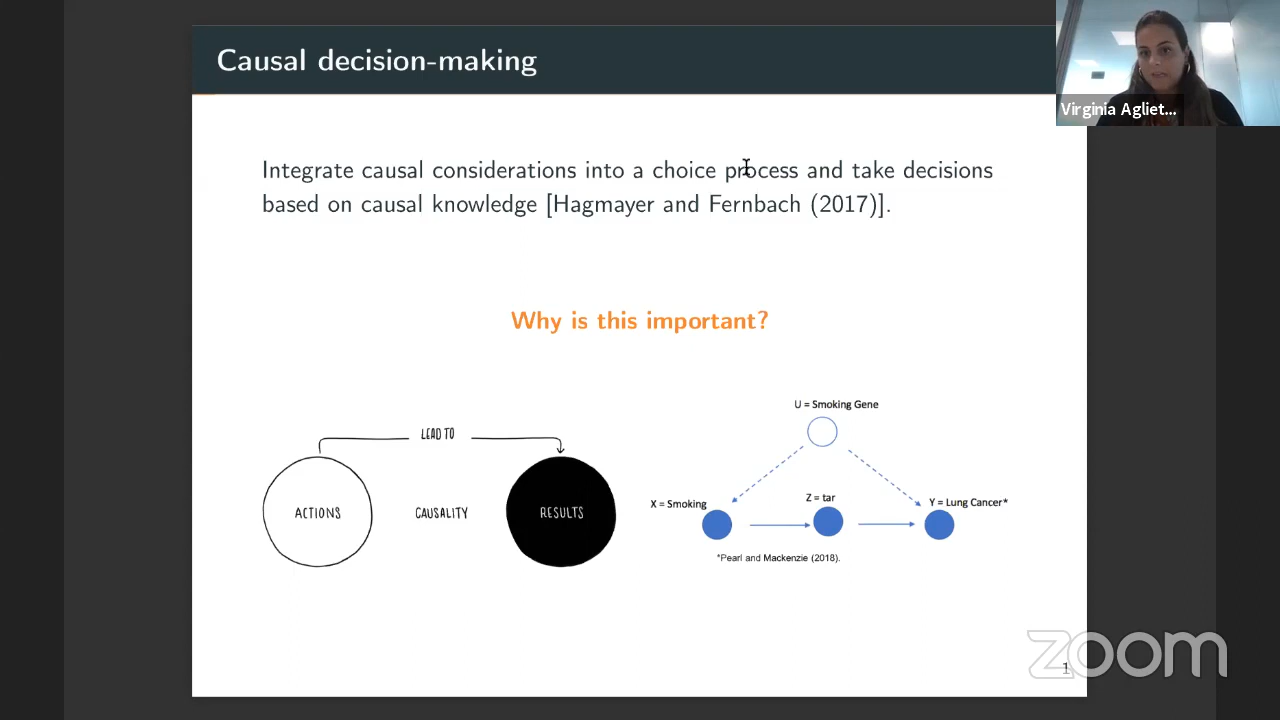 Causal decision-making
Virginia Agliet...
Integrate causal considerations into a choice process and take decisions
based on causal knowledge [Hagmayer and Fernbach (2017)].
Why is this important?
LEAD TO
ACTIONS
CAUSALITY
RESULTS
U = Smoking Gene
X = Smoking
Z = tar
Y = Lung Cancer*
*Pearl and Mackenzie (2018).
zoom
1